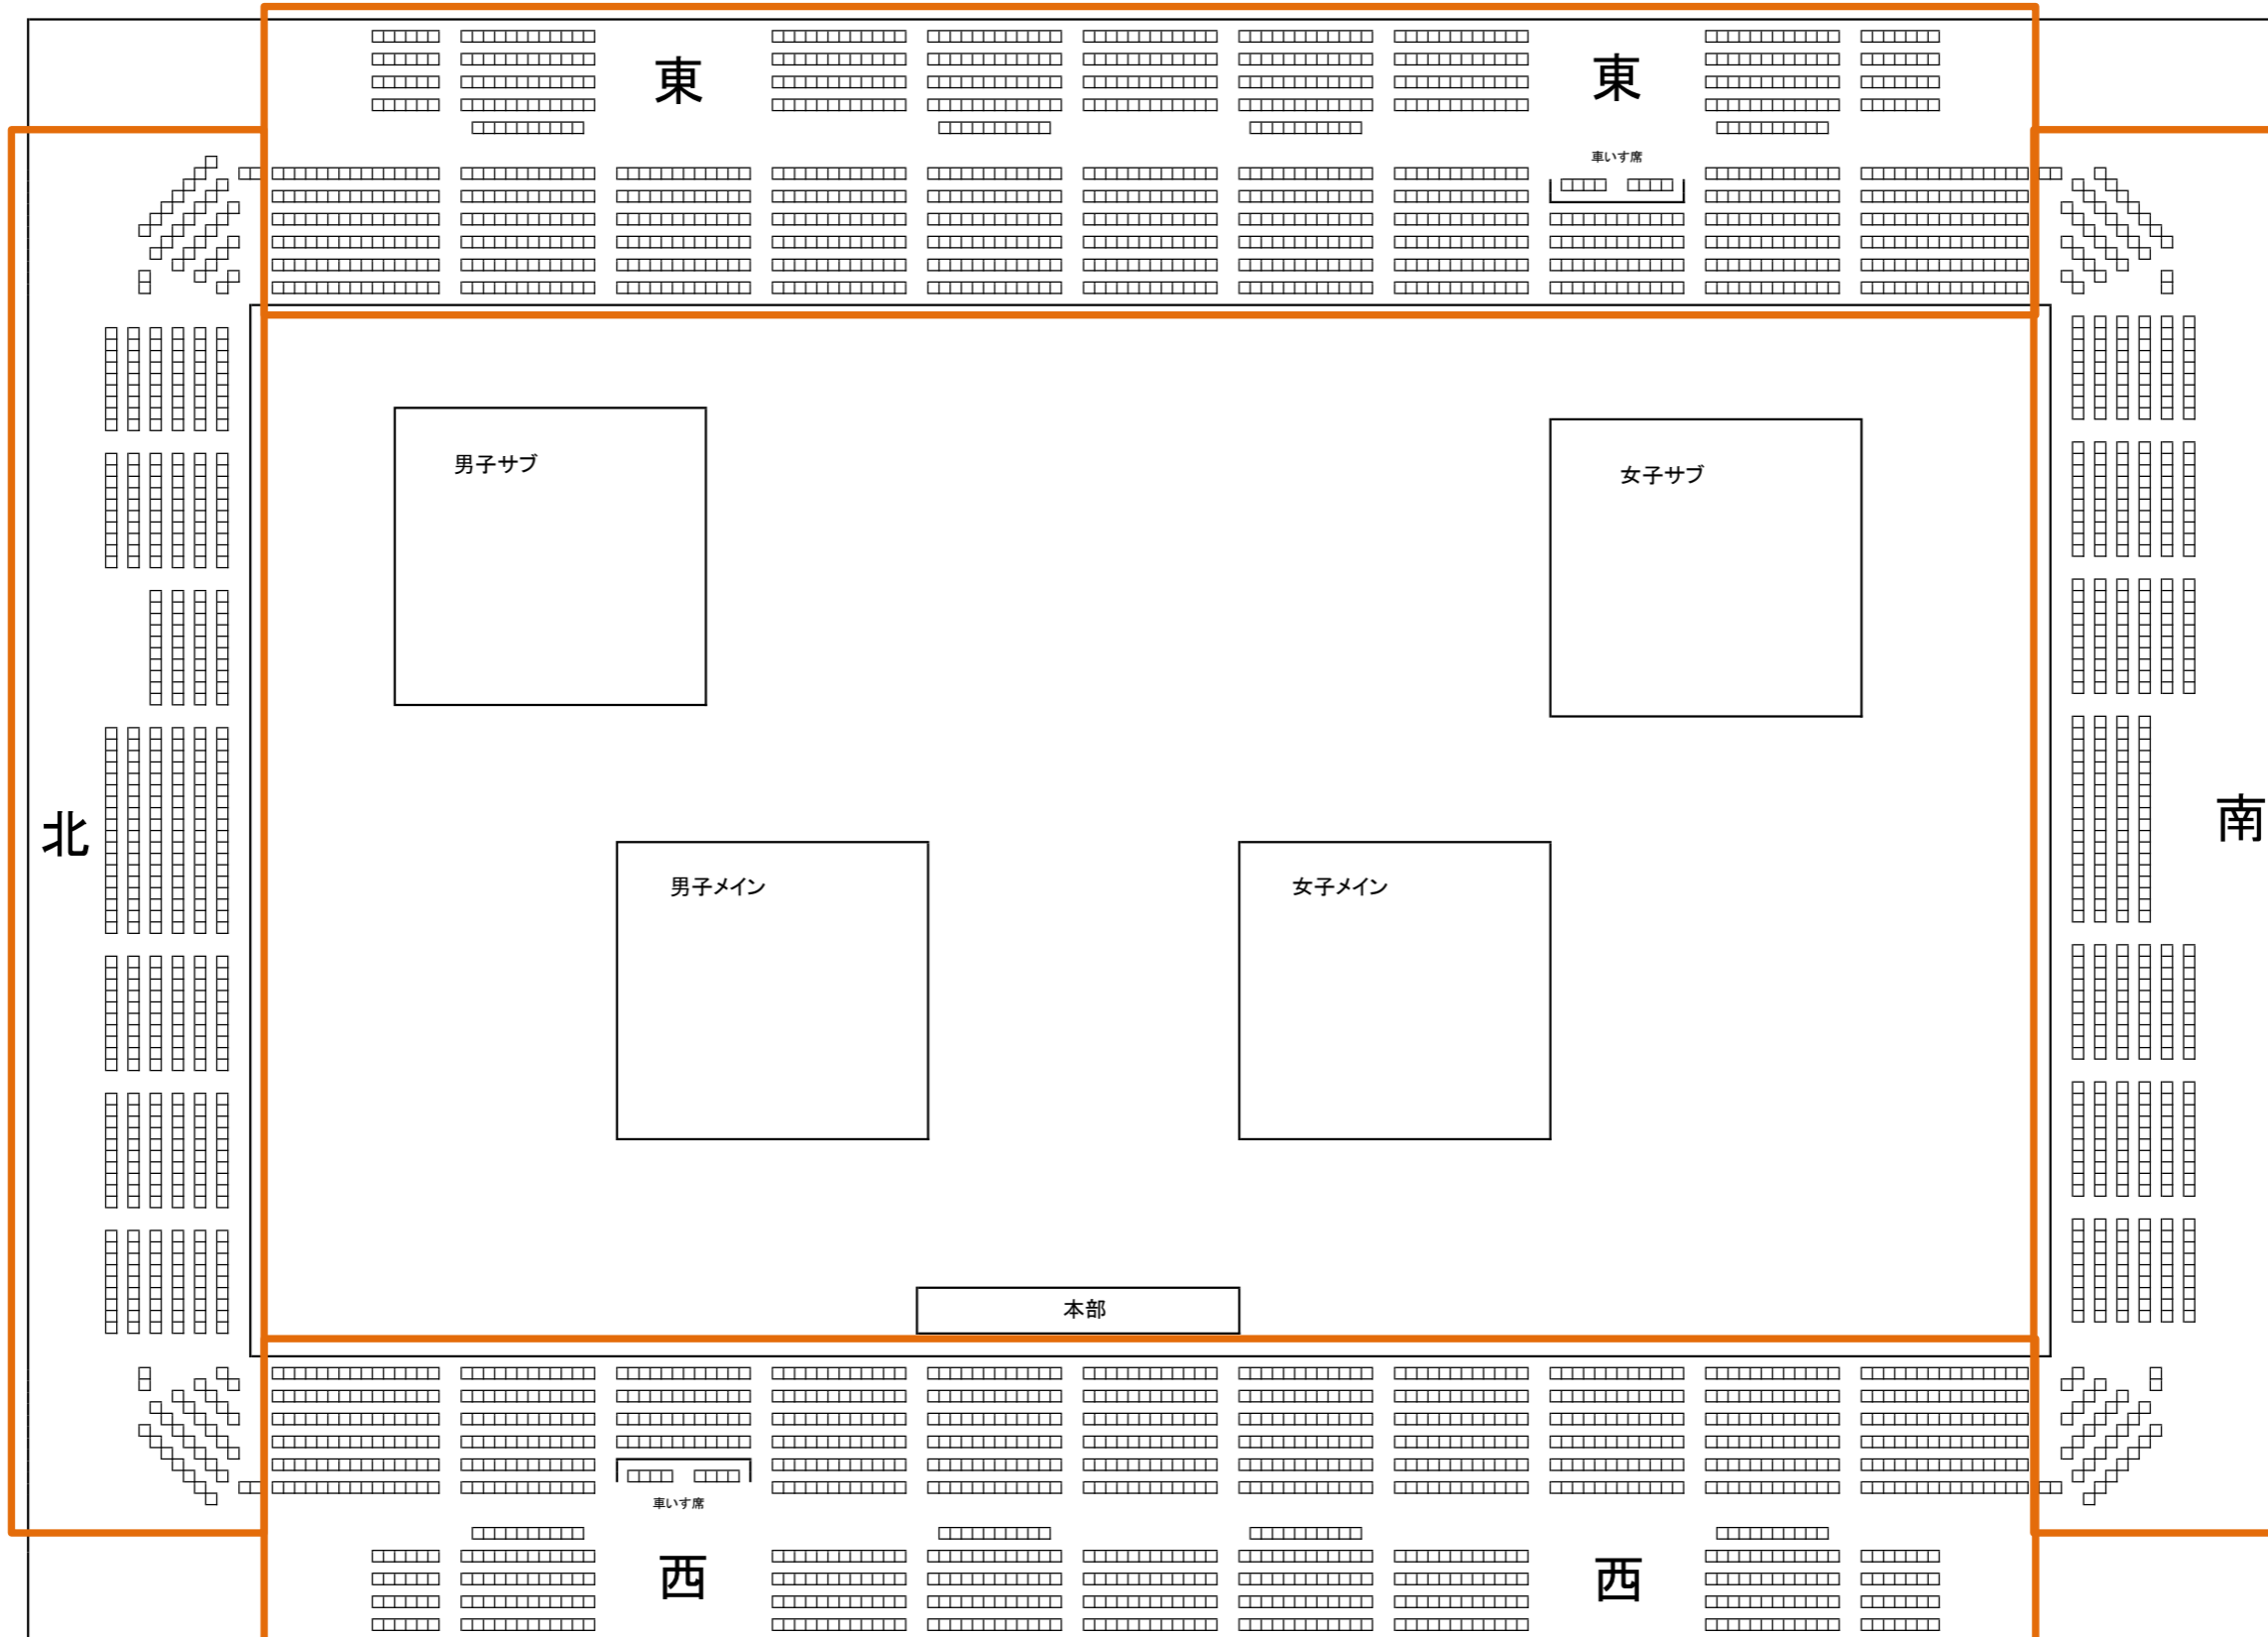 東
東
車いす席
男子サブ
女子サブ
北
南
男子メイン
女子メイン
本部
車いす席
西
西